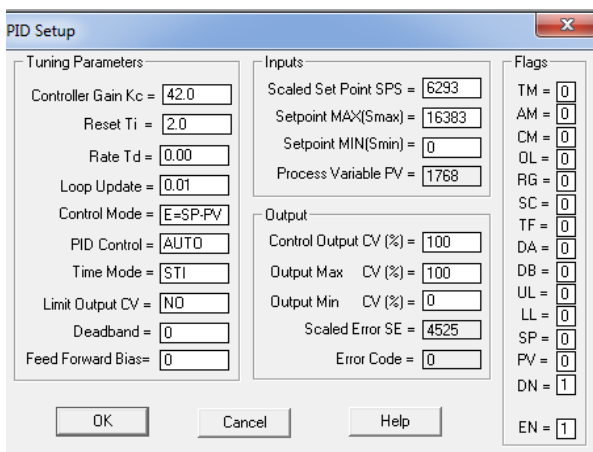 PID Setup
x
Tuning Parameters
Controller Gain Kc = 42.0
Reset Ti = 2.0
Rate Td = 0.00
Loop Update = 0.01
Control Mode = E=SP-PV
PID Control = AUTO
Time Mode = STI
Limit Output CV = NO
Deadband = 0
Feed Forward Bias= 0
Inputs
Scaled Set Point SPS = 6293
Setpoint MAX(Smax) = 16383
Setpoint MIN(Smin) = 0
Process Variable PV = 1768
Output
Control Output CV (%) = 100
Output Max CV (%) = 100
Output Min CV (%) = 0
Scaled Error SE = 4525
Error Code = 0
Flags
TM = 0
AM = 0
CM = 0
OL = 0
RG = 0
SC = 0
TF = 0
DA = 0
DB = 0
UL = 0
LL = 0
SP = 0
PV = 0
DN = 1
EN = 1
OK
Cancel
Help